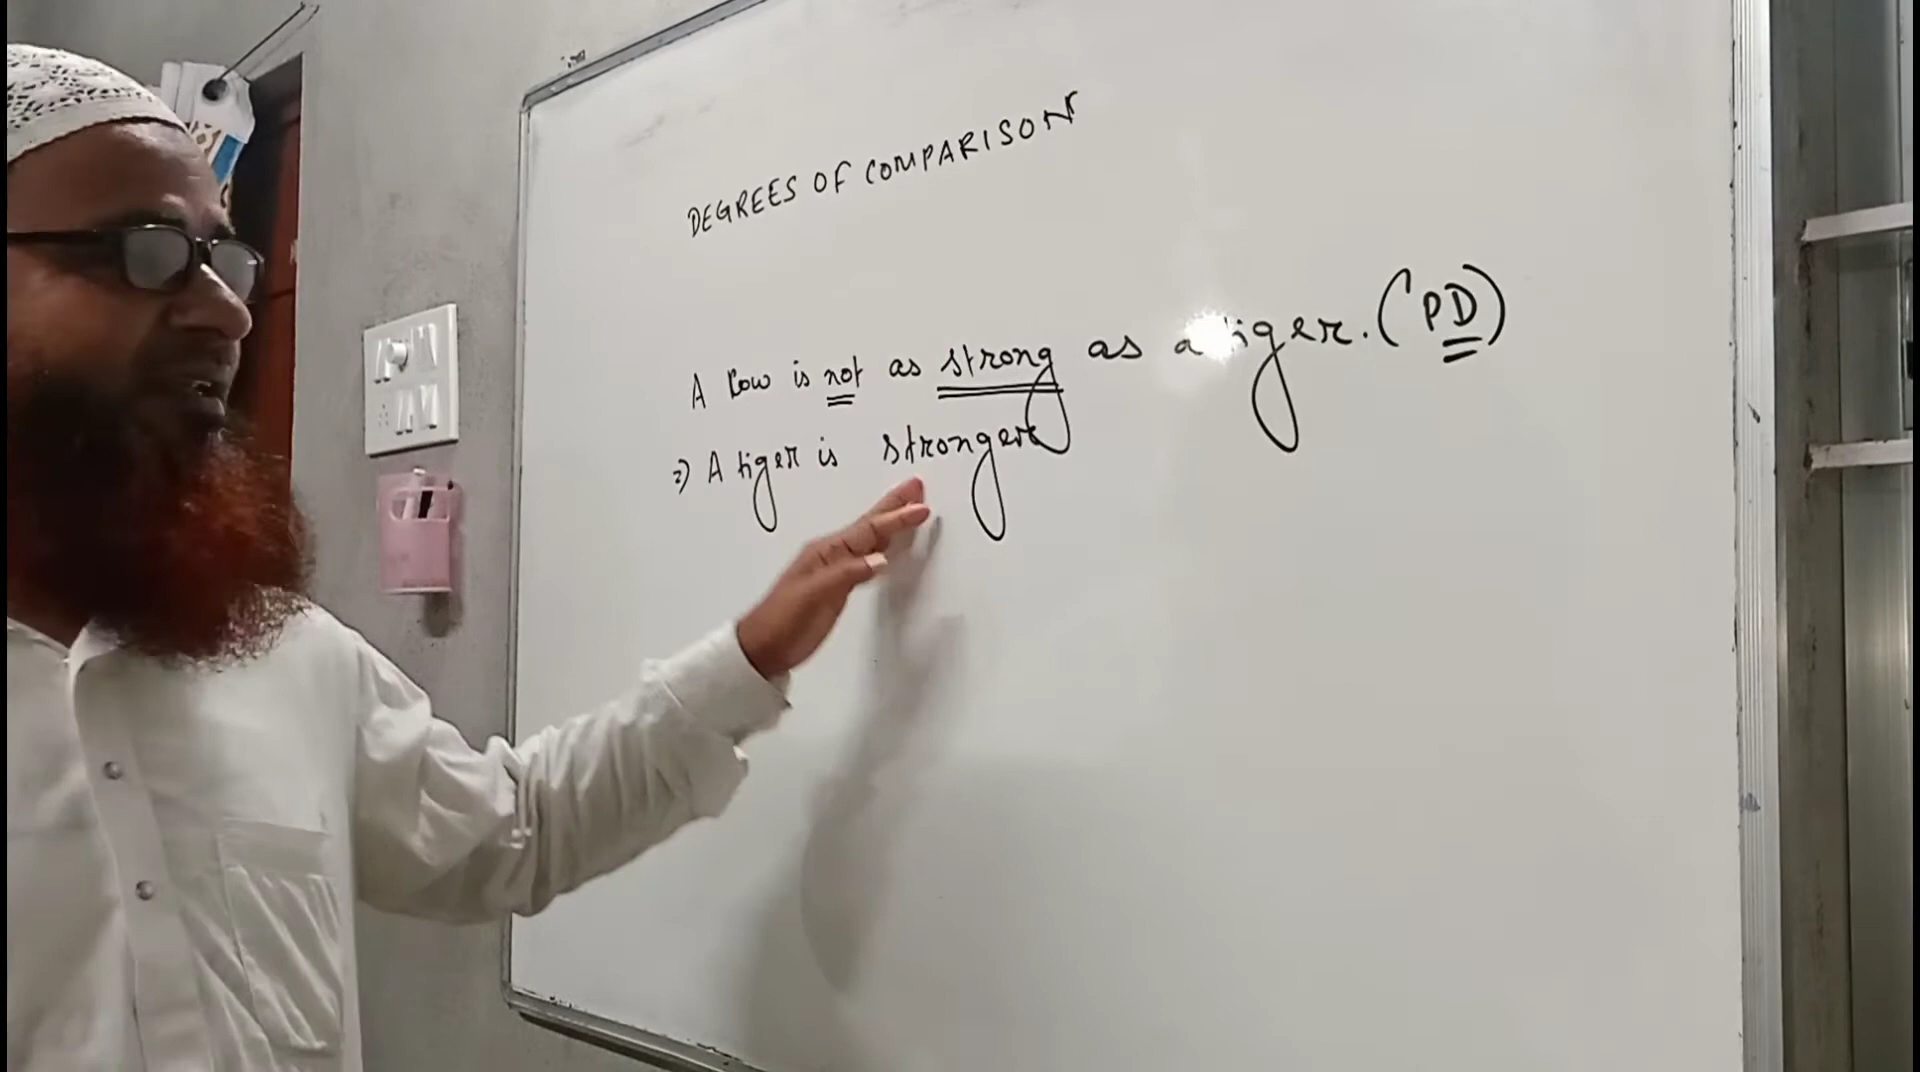 DEGREES OF COMPARISON
A Cow is not as strong as a tiger. (PD)
2) A tiger is stronger